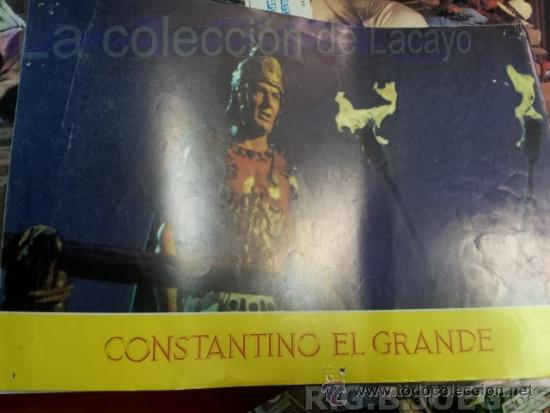 La colección de Lacayo
CONSTANTINO EL GRANDE
www.todocoleccion.net